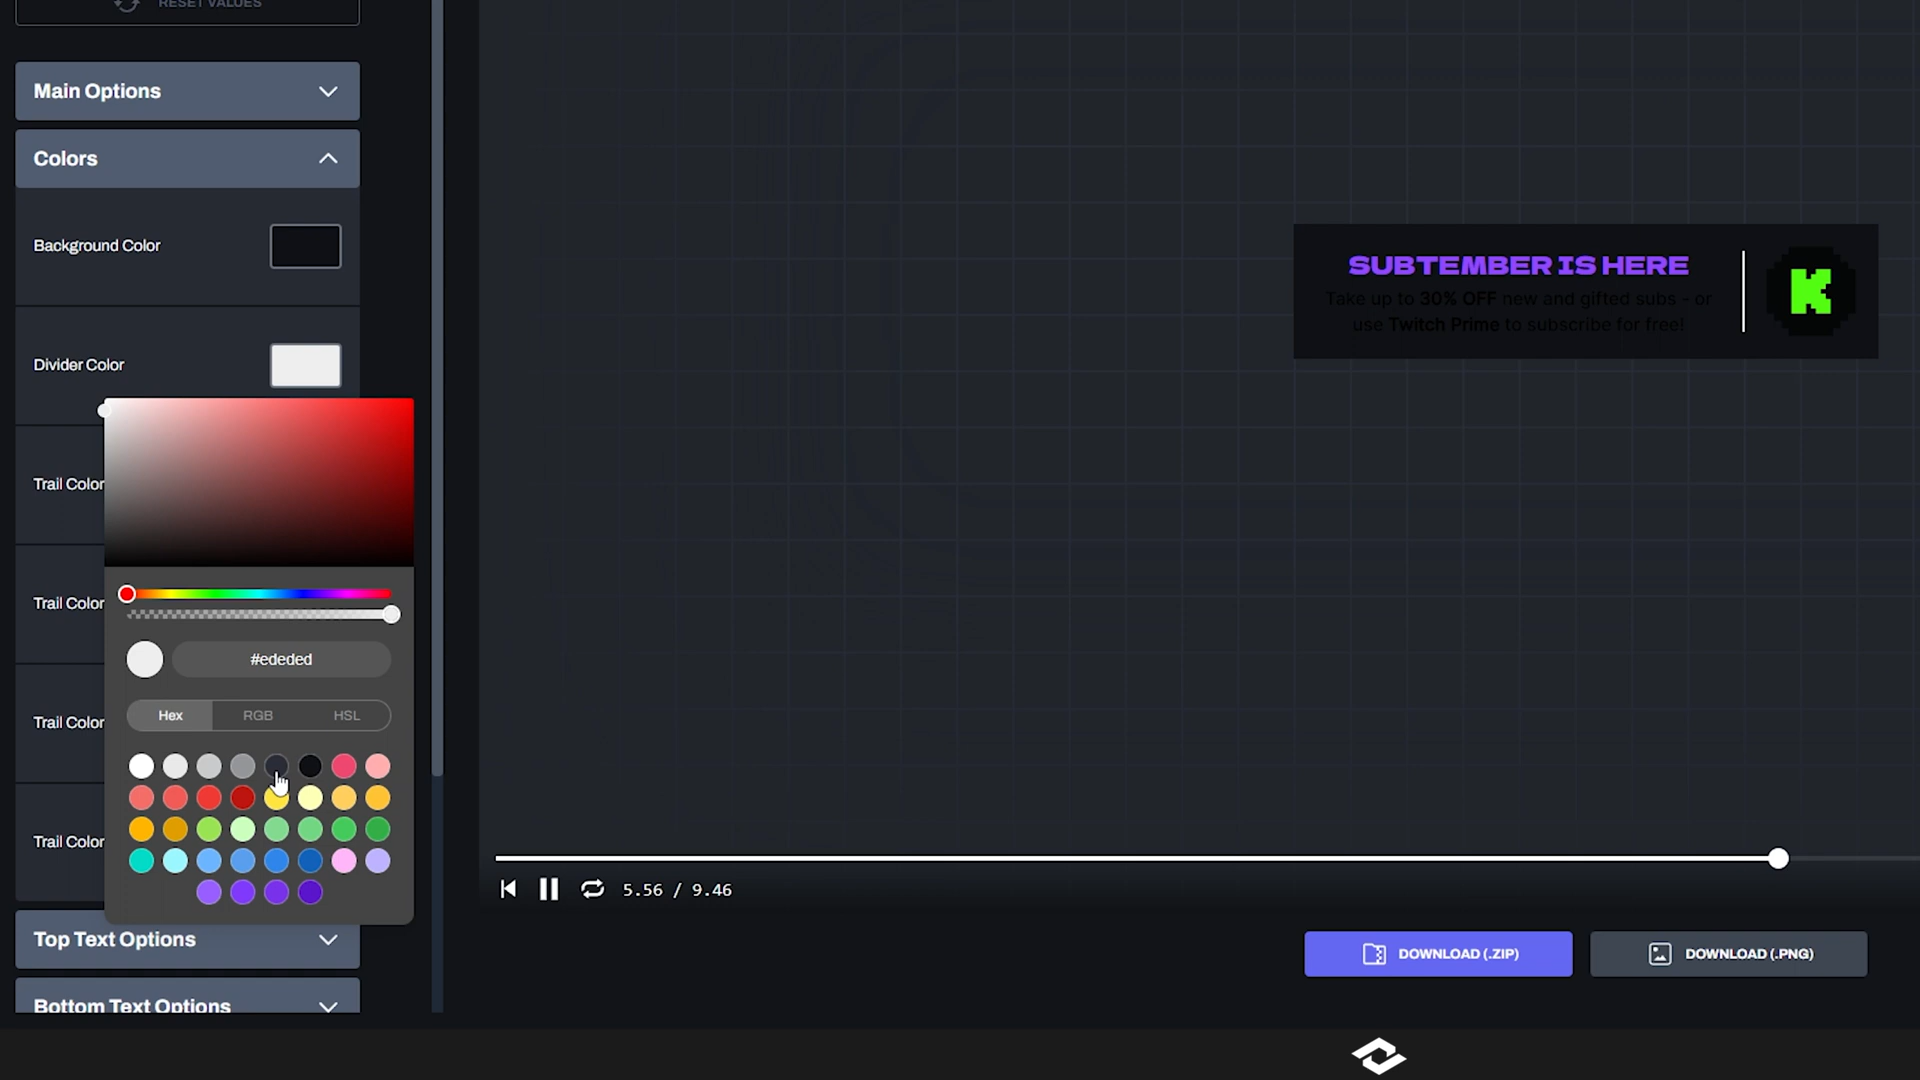 RESET VALUES
Main Options
Colors
Background Color
Divider Color
Trail Color
Trail Color
Trail Color
Trail Color
#ededed
Hex
RGB
HSL
Top Text Options
Bottom Text Options
SUBTEMBER IS HERE
Take up to 30% OFF new and gifted subs - or
use Twitch Prime to subscribe for free!
K
5.56 / 9.46
DOWNLOAD (.ZIP)
DOWNLOAD (.PNG)